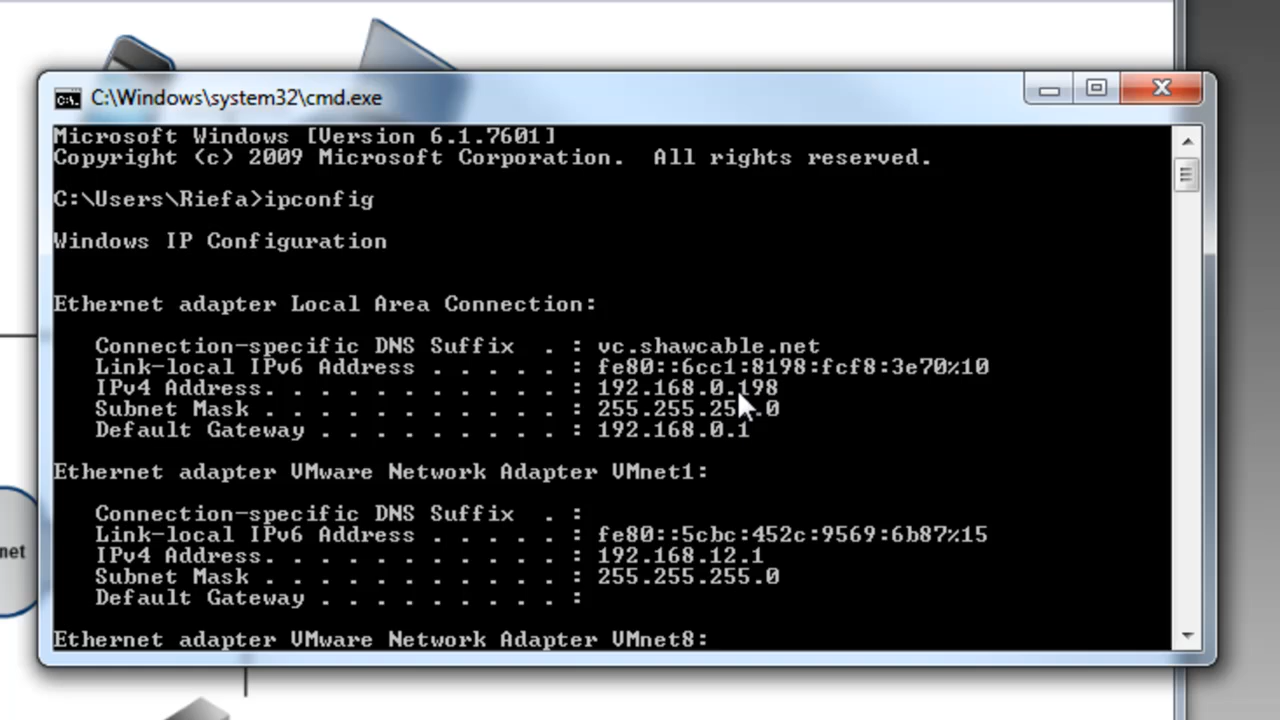 C:\Windows\system32\cmd.exe
Microsoft Windows [Version 6.1.7601]
Copyright (c) 2009 Microsoft Corporation.  All rights reserved.
C:\Users\Riefa>ipconfig
Windows IP Configuration
Ethernet adapter Local Area Connection:
Connection-specific DNS Suffix  . : vc.shawcable.net
Link-local IPv6 Address . . . . . : fe80::6cc1:8198:fcf8:3e70%10
IPv4 Address. . . . . . . . . . . : 192.168.0.198
Subnet Mask . . . . . . . . . . . : 255.255.255.0
Default Gateway . . . . . . . . . : 192.168.0.1
Ethernet adapter VMware Network Adapter VMnet1:
Connection-specific DNS Suffix  . :
Link-local IPv6 Address . . . . . : fe80::5cbc:452c:9569:6b87%15
IPv4 Address. . . . . . . . . . . : 192.168.12.1
Subnet Mask . . . . . . . . . . . : 255.255.255.0
net
Default Gateway . . . . . . . . . :
Ethernet adapter VMware Network Adapter VMnet8: